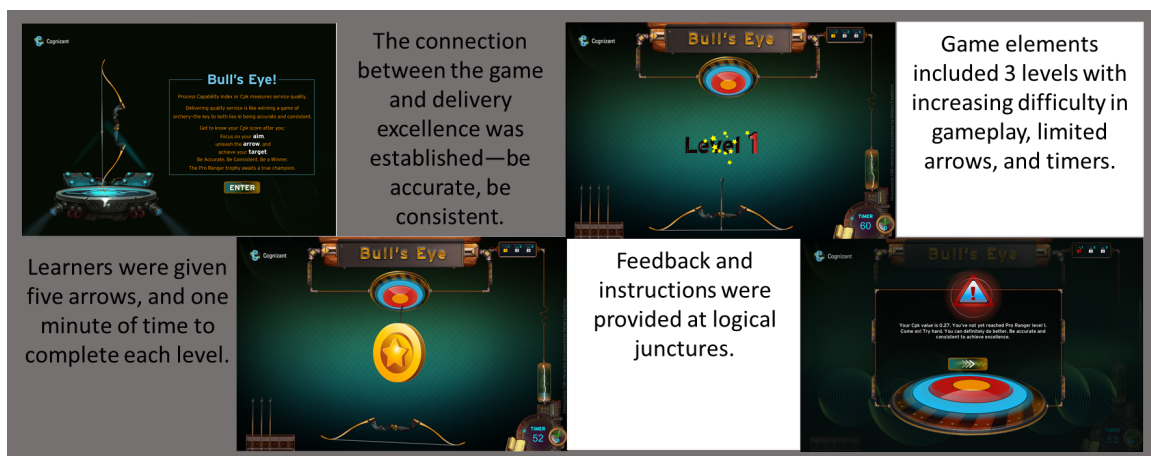 Cognizant
Bull's Eye!
Process Capability Index or Cpk measures service quality.
Delivering quality service is like winning a game of
archery—the key to both lies in being accurate and consistent.
Get to know your Cpk score after you:
Focus on your aim,
unleash the arrow, and
achieve your target.
Be Accurate. Be Consistent. Be a Winner.
The Pro Ranger trophy awaits a true champion.
ENTER
The connection
between the game
and delivery
excellence was
established—be
accurate, be
consistent.
Cognizant
Bull's Eye
Level 1
TIMER
60
Game elements
included 3 levels with
increasing difficulty in
gameplay, limited
arrows, and timers.
Learners were given
five arrows, and one
minute of time to
complete each level.
Cognizant
Bull's Eye
TIMER
52
Feedback and
instructions were
provided at logical
junctures.
Cognizant
Bull's Eye
Your Cpk value is 0.27. You've not yet reached Pro Ranger level 1.
Come on! Try hard. You can definitely do better. Be accurate and
consistent to achieve excellence.
TIMER
53